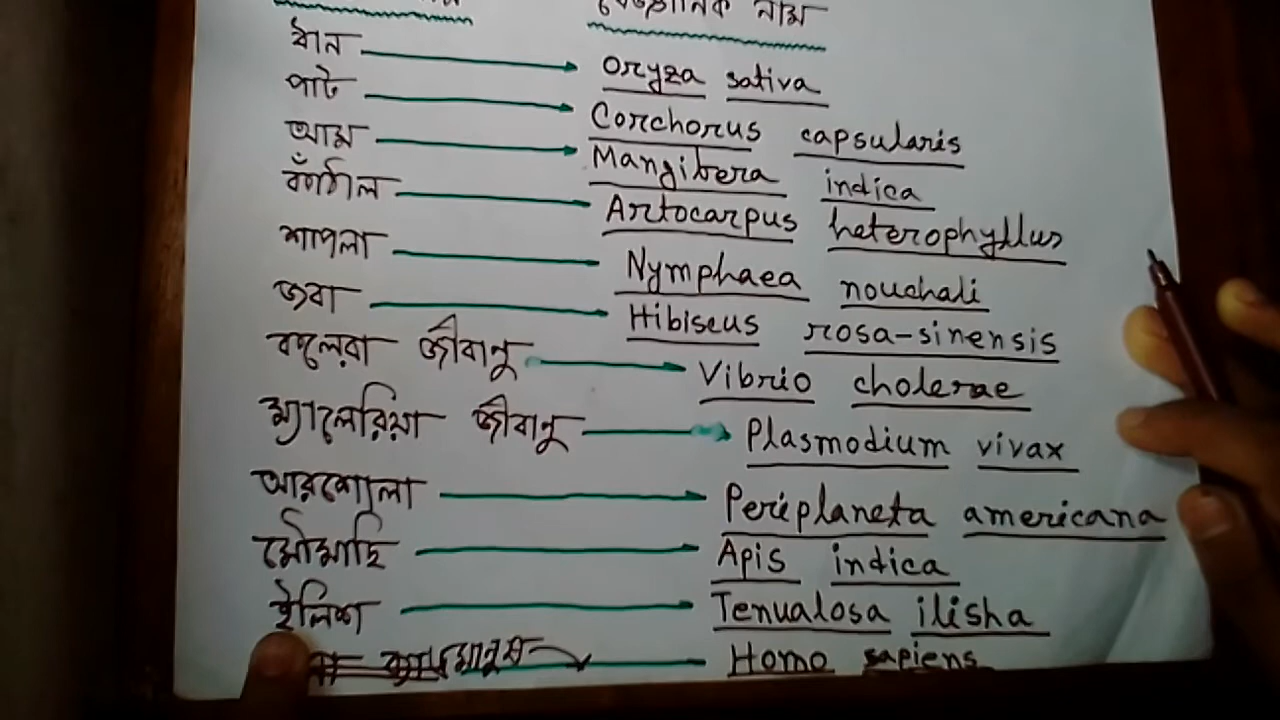 বৈজ্ঞানিক নাম
ধান Oryza sativa
পাট Corchorus capsularis
আম Mangibera indica
কাঁঠাল Artocarpus heterophyllus
শাপলা Nymphaea nouchali
জবা Hibiscus rosa-sinensis
কলেরা জীবানু Vibrio cholerae
ম্যালেরিয়া জীবানু Plasmodium vivax
আরশোলা Periplaneta americana
মৌমাছি Apis indica
ইলিশ Tenualosa ilisha
মানুষ Homo sapiens